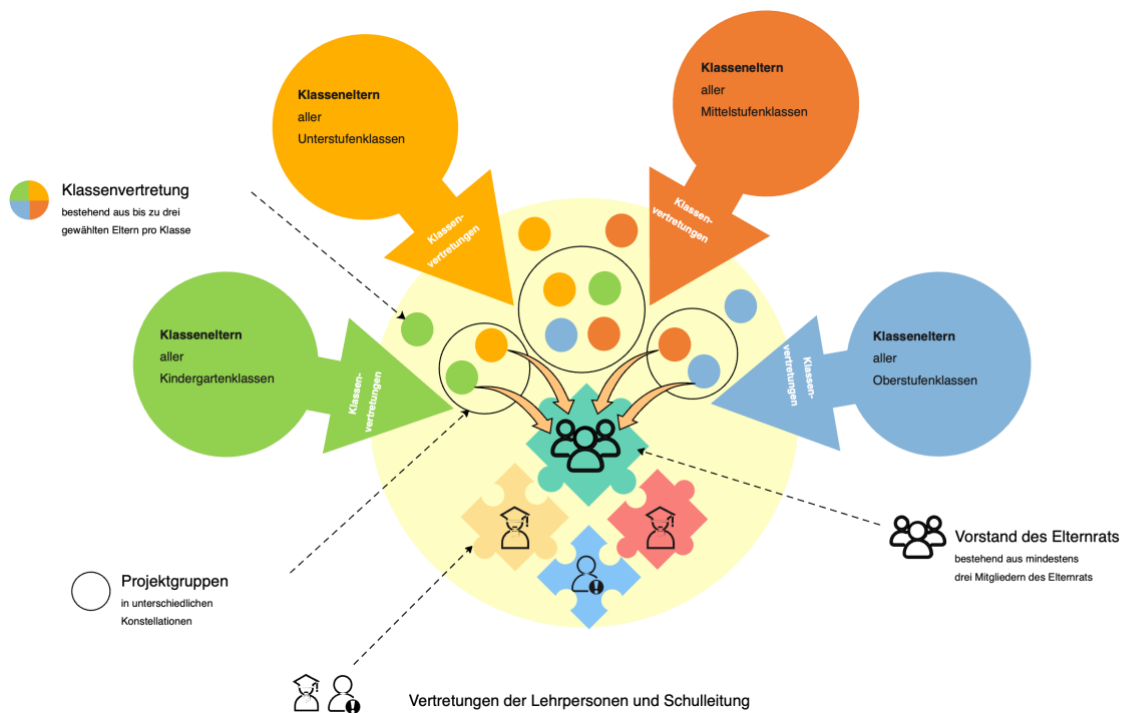 Klasseneltern
aller
Unterstufenklassen
Klasseneltern
aller
Mittelstufenklassen
Klassenvertretung
bestehend aus bis zu drei
gewählten Eltern pro Klasse
Klassen-
vertretungen
Klassen-
vertretungen
Klasseneltern
aller
Kindergartenklassen
Klassen-
vertretungen
Klassen-
vertretungen
Klasseneltern
aller
Oberstufenklassen
Vorstand des Elternrats
bestehend aus mindestens
drei Mitgliedern des Elternrats
Projektgruppen
in unterschiedlichen
Konstellationen
Vertretungen der Lehrpersonen und Schulleitung